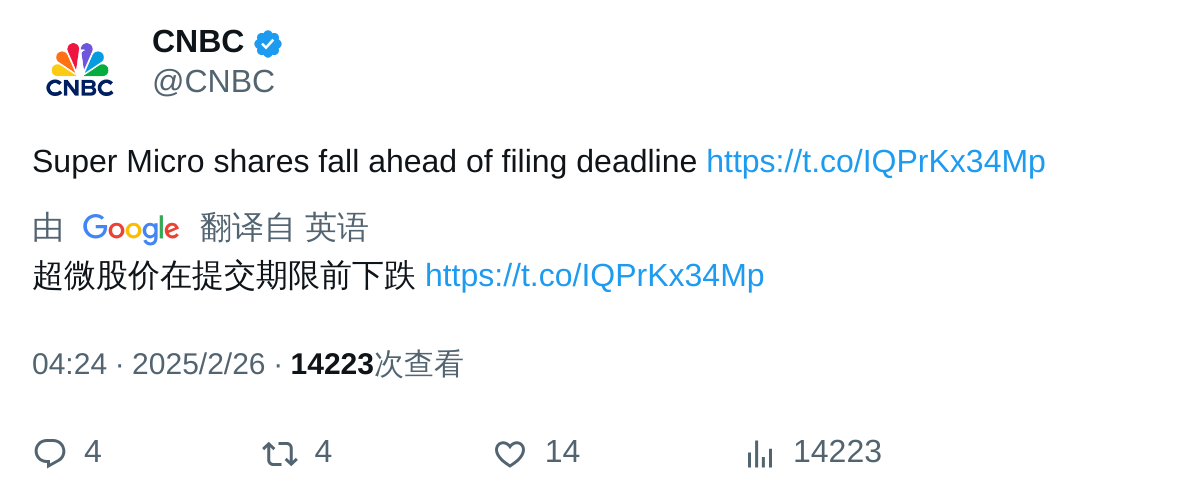 CNBC
@CNBC
CNBC
Super Micro shares fall ahead of filing deadline https://t.co/IQPrKx34Mp
由 Google 翻译自 英语
超微股价在提交期限前下跌 https://t.co/IQPrKx34Mp
04:24 · 2025/2/26 · 14223次查看
4 4 14 14223